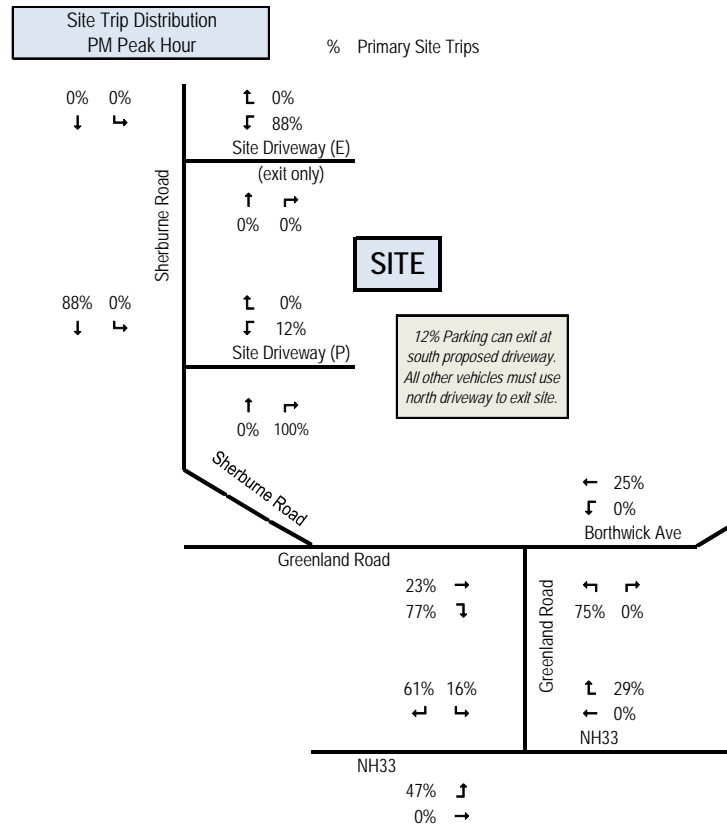 Site Trip Distribution
PM Peak Hour
% Primary Site Trips
0% 0%
0%
88%
Site Driveway (E)
(exit only)
0% 0%
Sherburne Road
SITE
88% 0%
0%
12%
Site Driveway (P)
12% Parking can exit at
south proposed driveway.
All other vehicles must use
north driveway to exit site.
0% 100%
Sherburne Road
25%
0%
Borthwick Ave
Greenland Road
23%
77%
Greenland Road
75% 0%
61% 16%
29%
0%
NH33
NH33
47%
0%